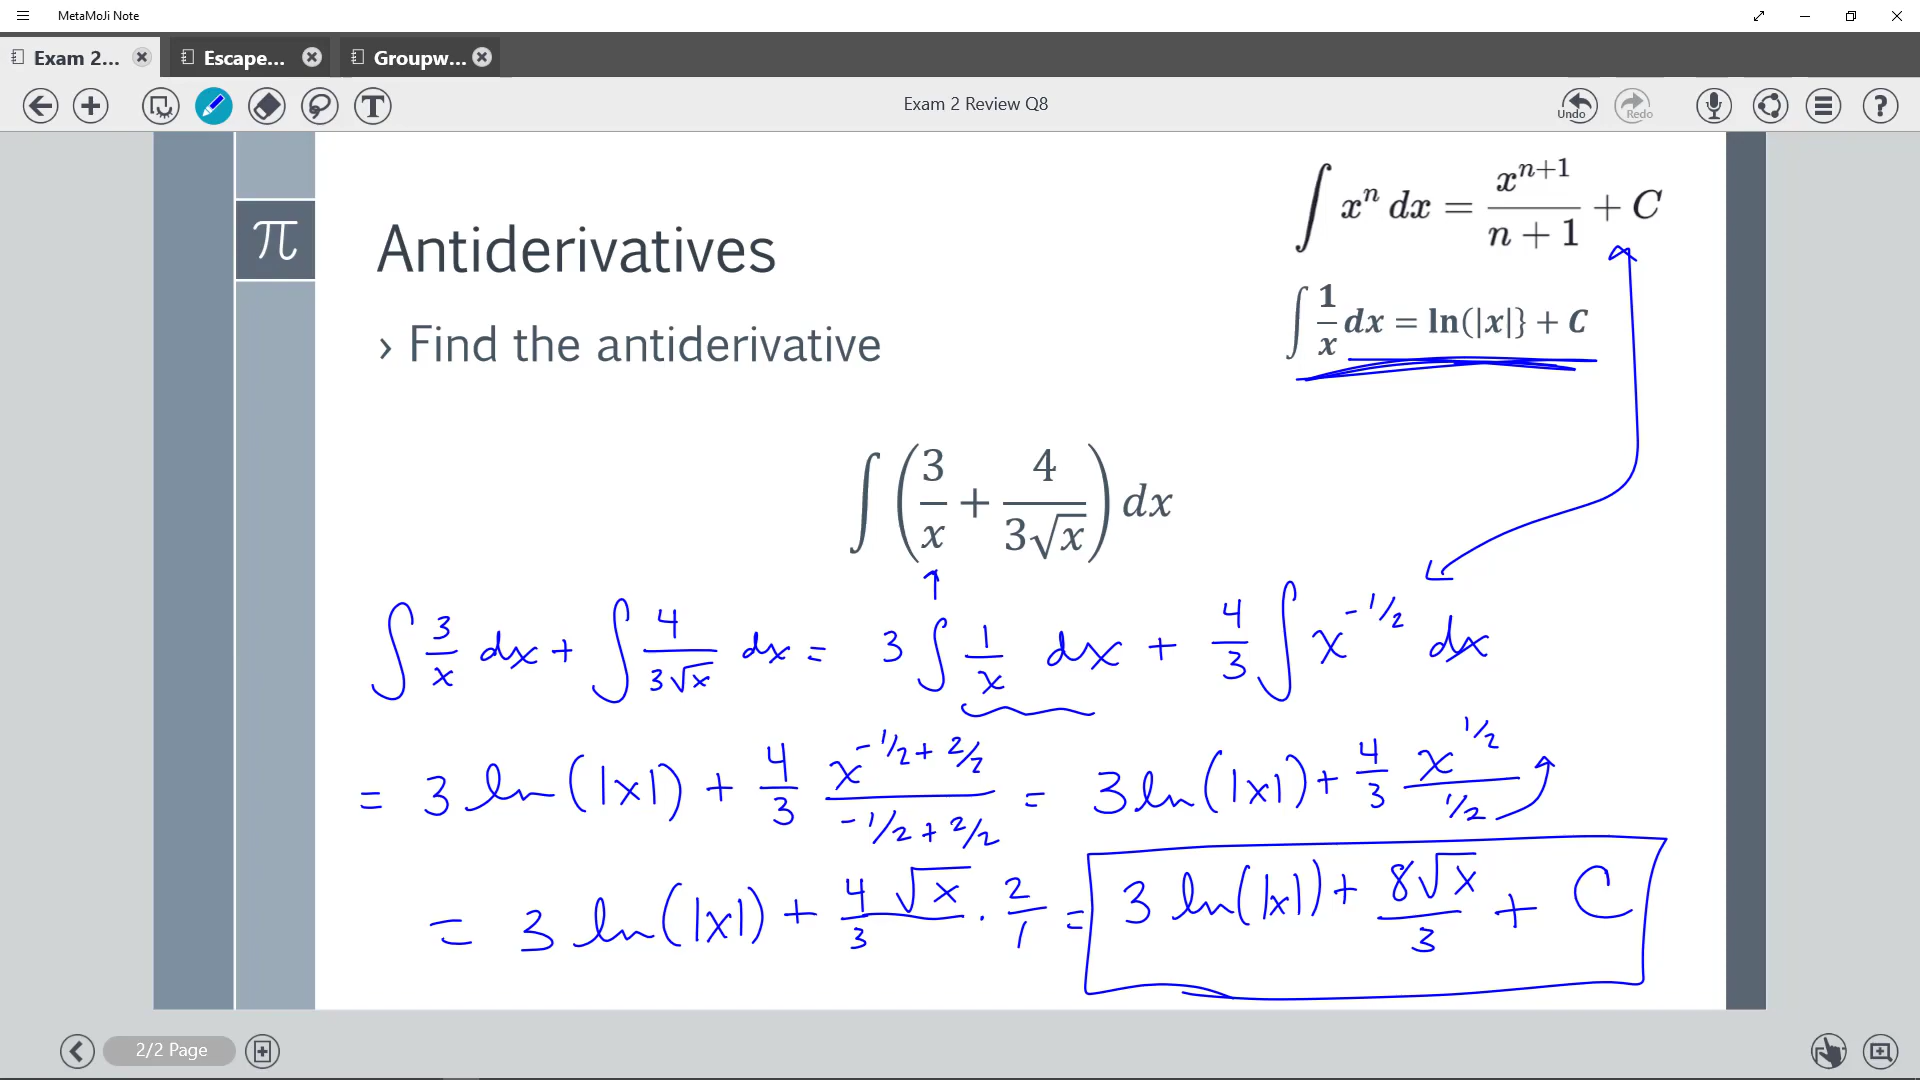 MetaMoJi Note
Exam 2... Escape... Groupw...
Exam 2 Review Q8
Undo Redo
π
Antiderivatives
∫ xⁿ dx = xⁿ⁺¹/(n + 1) + C
∫ 1/x dx = ln(|x|} + C
› Find the antiderivative
∫ (3/x + 4/(3√x)) dx
∫ 3/x dx + ∫ 4/(3√x) dx = 3 ∫ 1/x dx + 4/3 ∫ x^(-1/2) dx
= 3 ln(|x|) + 4/3 x^(-1/2 + 2/2)/(-1/2 + 2/2) = 3 ln(|x|) + 4/3 x^(1/2)/(1/2)
= 3 ln(|x|) + 4√x/3 · 2/1 = 3 ln(|x|) + 8√x/3 + C
2/2 Page